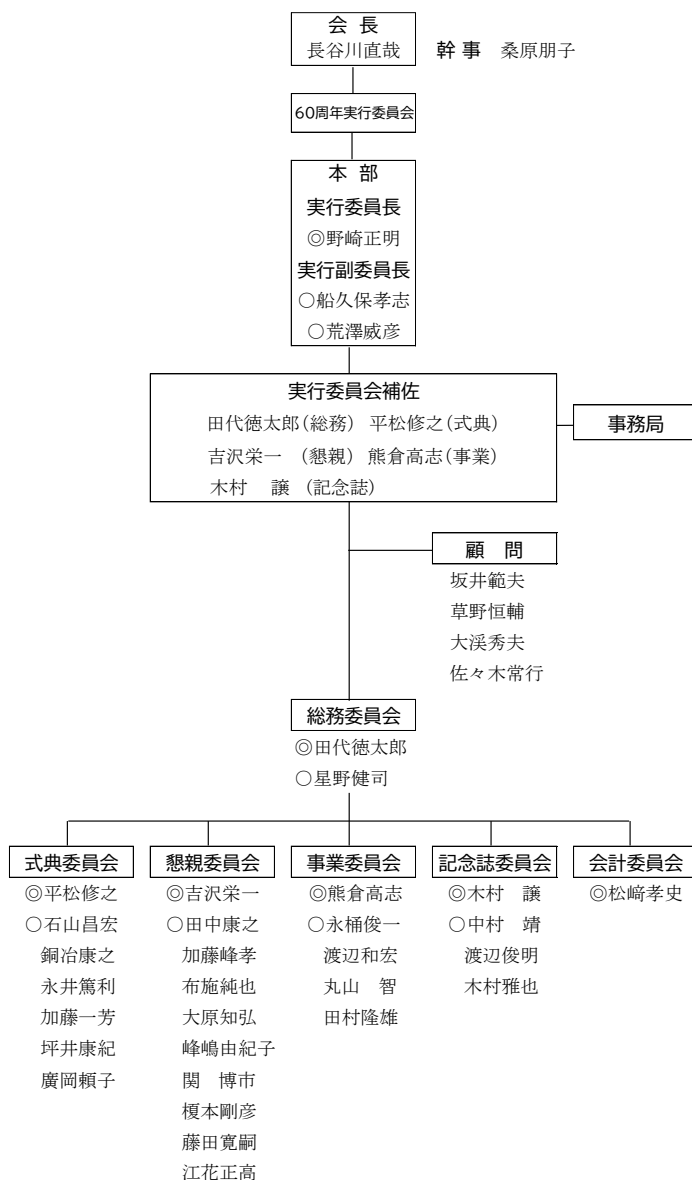 会 長
長谷川直哉
幹 事 桑原朋子
60周年実行委員会
本 部
実行委員長
◎野崎正明
実行副委員長
○船久保孝志
○荒澤威彦
実行委員会補佐
田代徳太郎(総務) 平松修之(式典)
吉沢栄一 (懇親) 熊倉高志(事業)
木村 譲 (記念誌)
事務局
顧 問
坂井範夫
草野恒輔
大渓秀夫
佐々木常行
総務委員会
◎田代徳太郎
○星野健司
式典委員会
◎平松修之
○石山昌宏
銅冶康之
永井篤利
加藤一芳
坪井康紀
廣岡頼子
懇親委員会
◎吉沢栄一
○田中康之
加藤峰孝
布施純也
大原知弘
峰嶋由紀子
関 博市
榎本剛彦
藤田寛嗣
江花正高
事業委員会
◎熊倉高志
○永桶俊一
渡辺和宏
丸山 智
田村隆雄
記念誌委員会
◎木村 譲
○中村 靖
渡辺俊明
木村雅也
会計委員会
◎松﨑孝史